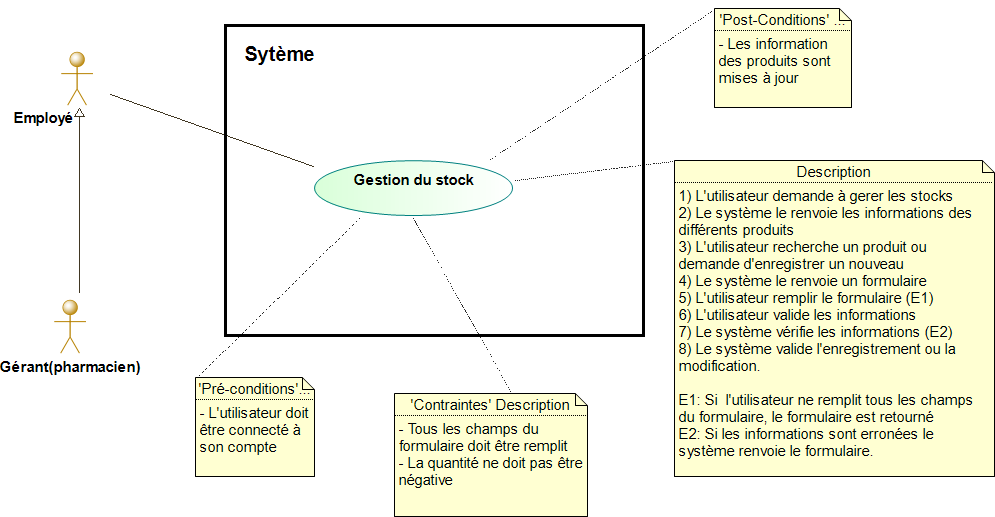 Sytème
Employé
Gérant(pharmacien)
Gestion du stock
'Post-Conditions' ...
- Les information
des produits sont
mises à jour
Description
1) L'utilisateur demande à gerer les stocks
2) Le système le renvoie les informations des
différents produits
3) L'utilisateur recherche un produit ou
demande d'enregistrer un nouveau
4) Le système le renvoie un formulaire
5) L'utilisateur remplir le formulaire (E1)
6) L'utilisateur valide les informations
7) Le système vérifie les informations (E2)
8) Le système valide l'enregistrement ou la
modification.
E1: Si l'utilisateur ne remplit tous les champs
du formulaire, le formulaire est retourné
E2: Si les informations sont erronées le
système renvoie le formulaire.
'Pré-conditions'...
- L'utilisateur doit
être connecté à
son compte
'Contraintes' Description
- Tous les champs du
formulaire doit être remplit
- La quantité ne doit pas être
négative